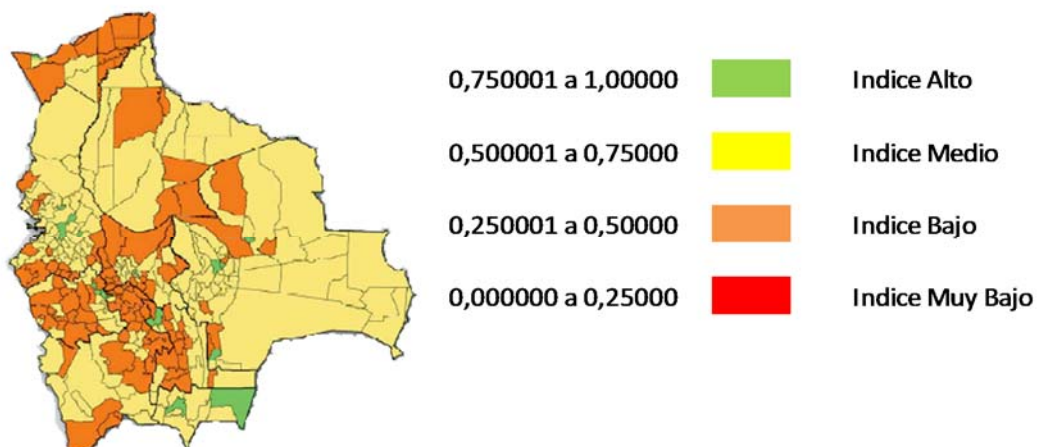 0,750001 a 1,00000 Indice Alto
0,500001 a 0,75000 Indice Medio
0,250001 a 0,50000 Indice Bajo
0,000000 a 0,25000 Indice Muy Bajo